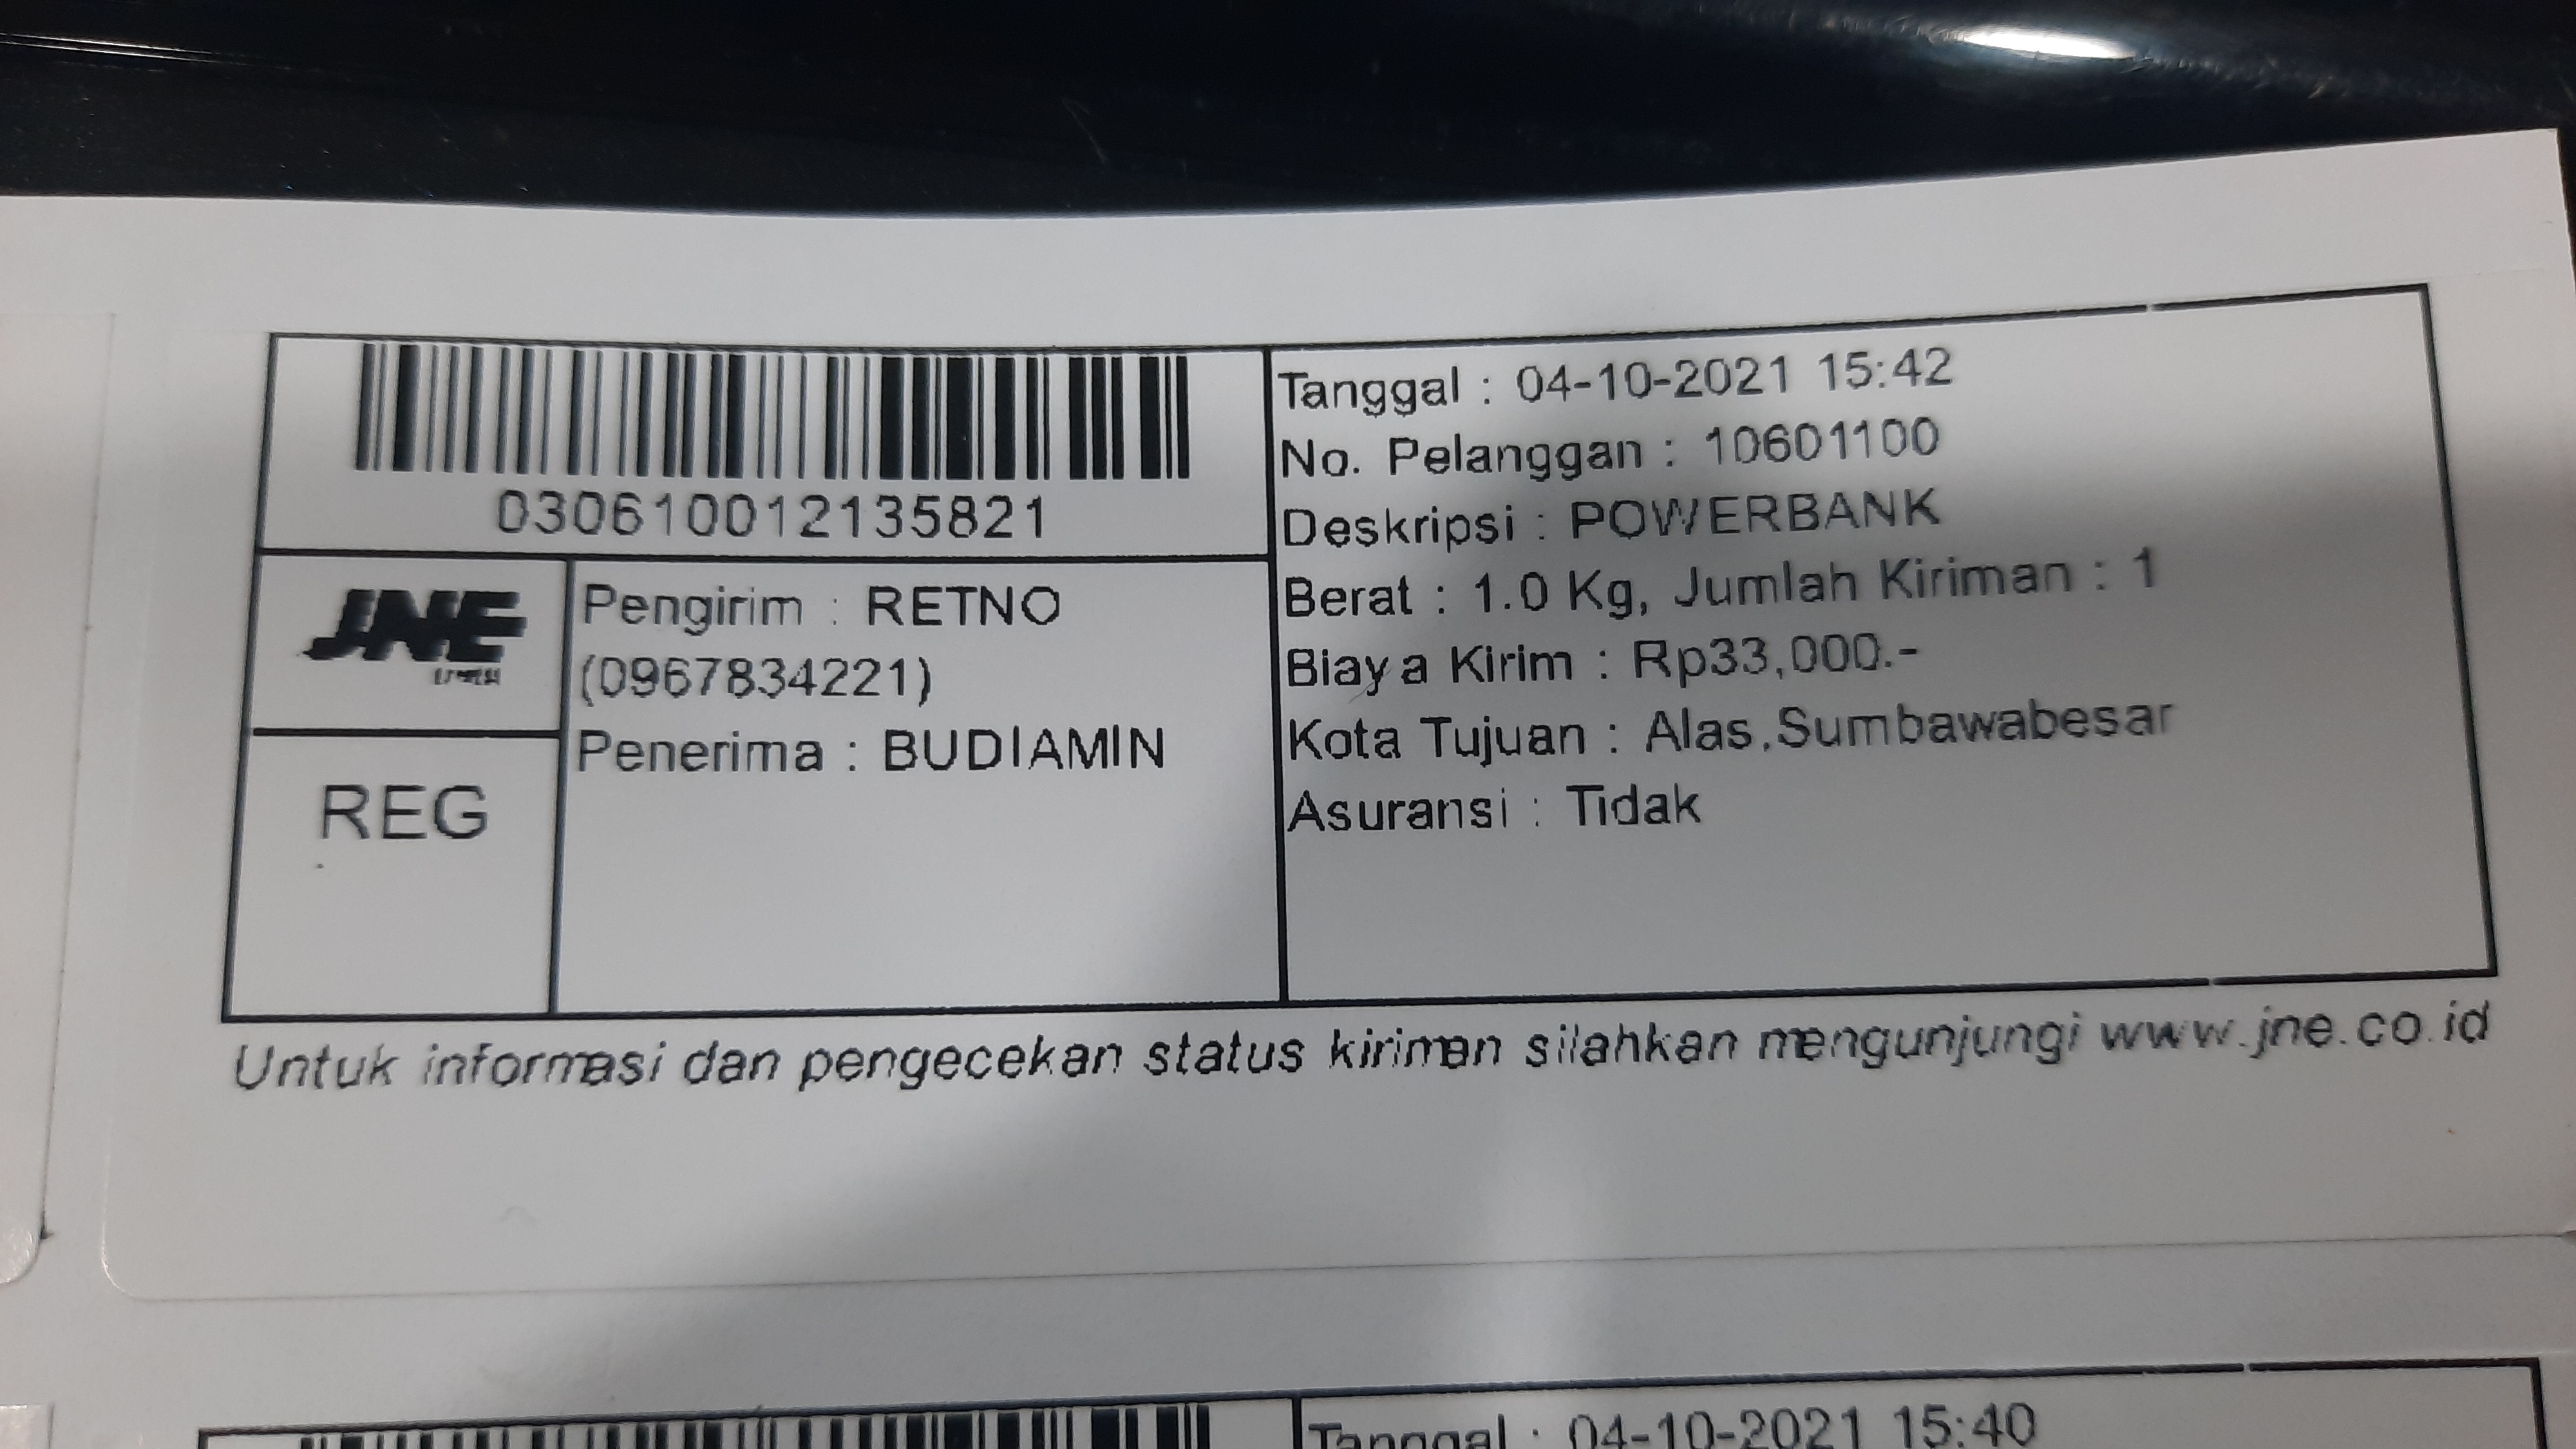 030610012135821
JNE
REG
Pengirim : RETNO
(0967834221)
Penerima : BUDIAMIN
Tanggal : 04-10-2021 15:42
No. Pelanggan : 10601100
Deskripsi : POWERBANK
Berat : 1.0 Kg, Jumlah Kiriman : 1
Biaya Kirim : Rp33,000.-
Kota Tujuan : Alas,Sumbawabesar
Asuransi : Tidak
Untuk informasi dan pengecekan status kiriman silahkan mengunjungi www.jne.co.id
Tanggal : 04-10-2021 15:40